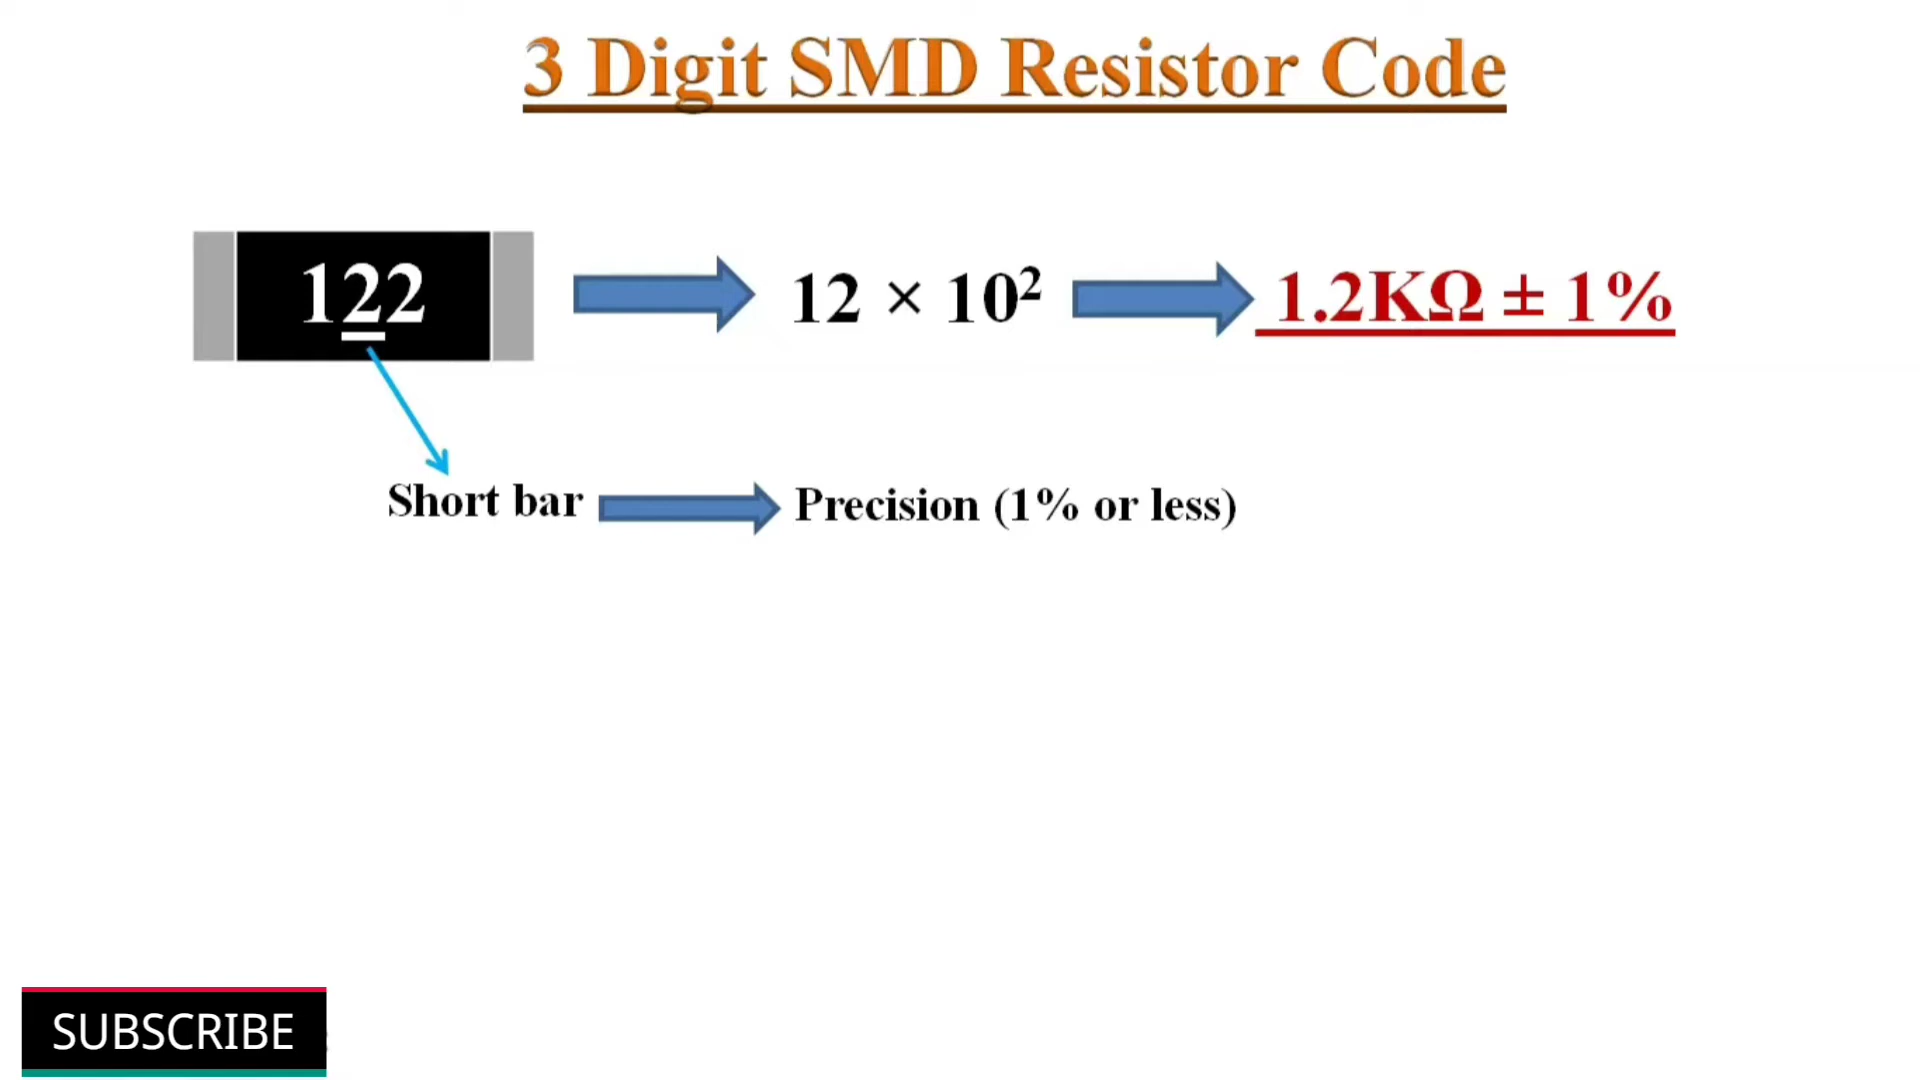 3 Digit SMD Resistor Code
122 12 × 10² 1.2KΩ ± 1%
Short bar Precision (1% or less)
SUBSCRIBE